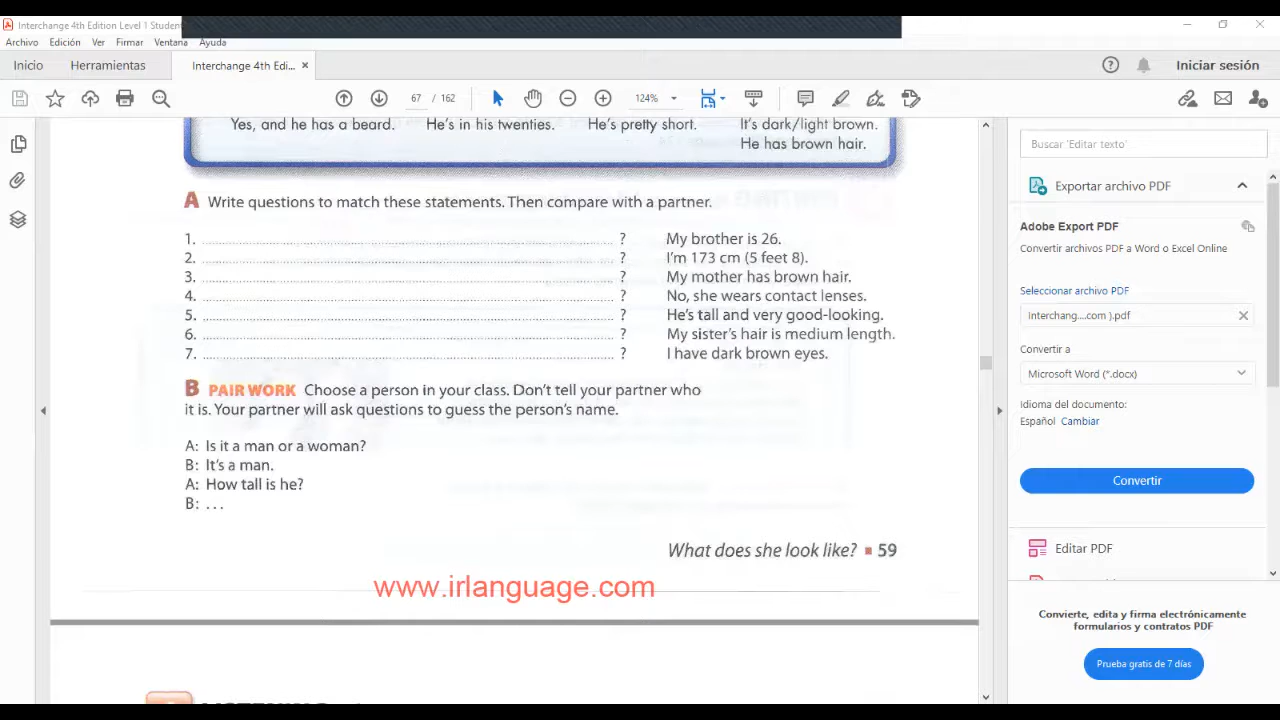 Interchange 4th Edition Level 1 Student
Archivo Edición Ver Firmar Ventana Ayuda
Inicio Herramientas Interchange 4th Edi... × Iniciar sesión
67 / 162 124%
Yes, and he has a beard. He's in his twenties. He's pretty short. It's dark/light brown.
He has brown hair.
A Write questions to match these statements. Then compare with a partner.
1. ? My brother is 26.
2. ? I'm 173 cm (5 feet 8).
3. ? My mother has brown hair.
4. ? No, she wears contact lenses.
5. ? He's tall and very good-looking.
6. ? My sister's hair is medium length.
7. ? I have dark brown eyes.
B PAIR WORK Choose a person in your class. Don't tell your partner who
it is. Your partner will ask questions to guess the person's name.
A: Is it a man or a woman?
B: It's a man.
A: How tall is he?
B: . . .
What does she look like? ■ 59
www.irlanguage.com
Buscar 'Editar texto'
Exportar archivo PDF
Adobe Export PDF
Convertir archivos PDF a Word o Excel Online
Seleccionar archivo PDF
Interchang....com ).pdf
Convertir a
Microsoft Word (*.docx)
Idioma del documento:
Español Cambiar
Convertir
Editar PDF
Convierte, edita y firma electrónicamente
formularios y contratos PDF
Prueba gratis de 7 días